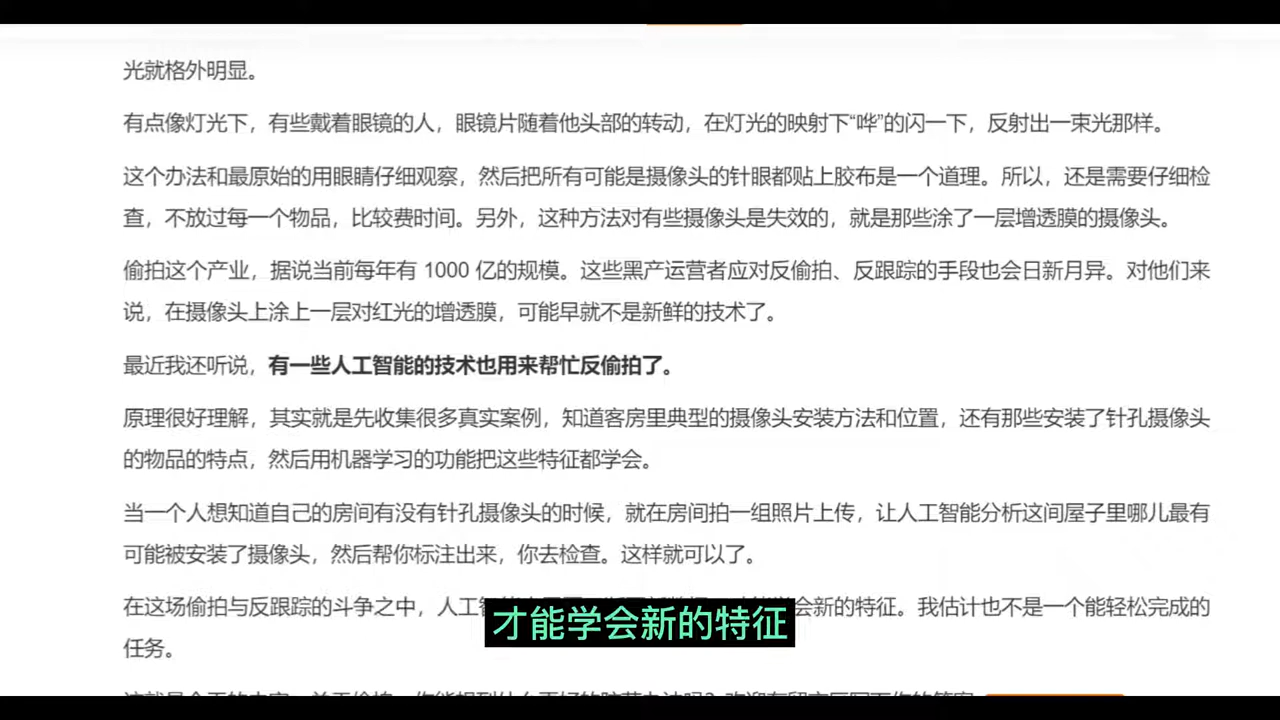 光就格外明显。
有点像灯光下，有些戴着眼镜的人，眼镜片随着他头部的转动，在灯光的映射下“哗”的闪一下，反射出一束光那样。
这个办法和最原始的用眼睛仔细观察，然后把所有可能是摄像头的针眼都贴上胶布是一个道理。所以，还是需要仔细检
查，不放过每一个物品，比较费时间。另外，这种方法对有些摄像头是失效的，就是那些涂了一层增透膜的摄像头。
偷拍这个产业，据说当前每年有 1000 亿的规模。这些黑产运营者应对反偷拍、反跟踪的手段也会日新月异。对他们来
说，在摄像头上涂上一层对红光的增透膜，可能早就不是新鲜的技术了。
最近我还听说，有一些人工智能的技术也用来帮忙反偷拍了。
原理很好理解，其实就是先收集很多真实案例，知道客房里典型的摄像头安装方法和位置，还有那些安装了针孔摄像头
的物品的特点，然后用机器学习的功能把这些特征都学会。
当一个人想知道自己的房间有没有针孔摄像头的时候，就在房间拍一组照片上传，让人工智能分析这间屋子里哪儿最有
可能被安装了摄像头，然后帮你标注出来，你去检查。这样就可以了。
在这场偷拍与反跟踪的斗争之中，人工 会新的特征。我估计也不是一个能轻松完成的
才能学会新的特征
任务。